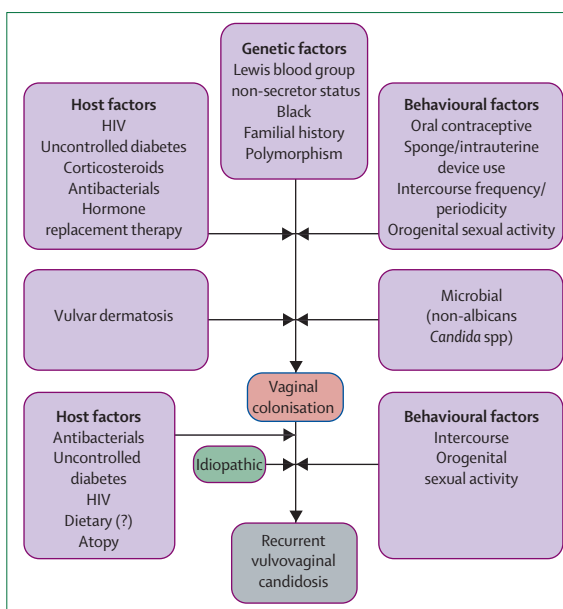 Genetic factors
Lewis blood group
non-secretor status
Black
Familial history
Polymorphism
Host factors
HIV
Uncontrolled diabetes
Corticosteroids
Antibacterials
Hormone
replacement therapy
Behavioural factors
Oral contraceptive
Sponge/intrauterine
device use
Intercourse frequency/
periodicity
Orogenital sexual activity
Vulvar dermatosis
Microbial
(non-albicans
Candida spp)
Vaginal
colonisation
Host factors
Antibacterials
Uncontrolled
diabetes
HIV
Dietary (?)
Atopy
Idiopathic
Behavioural factors
Intercourse
Orogenital
sexual activity
Recurrent
vulvovaginal
candidosis